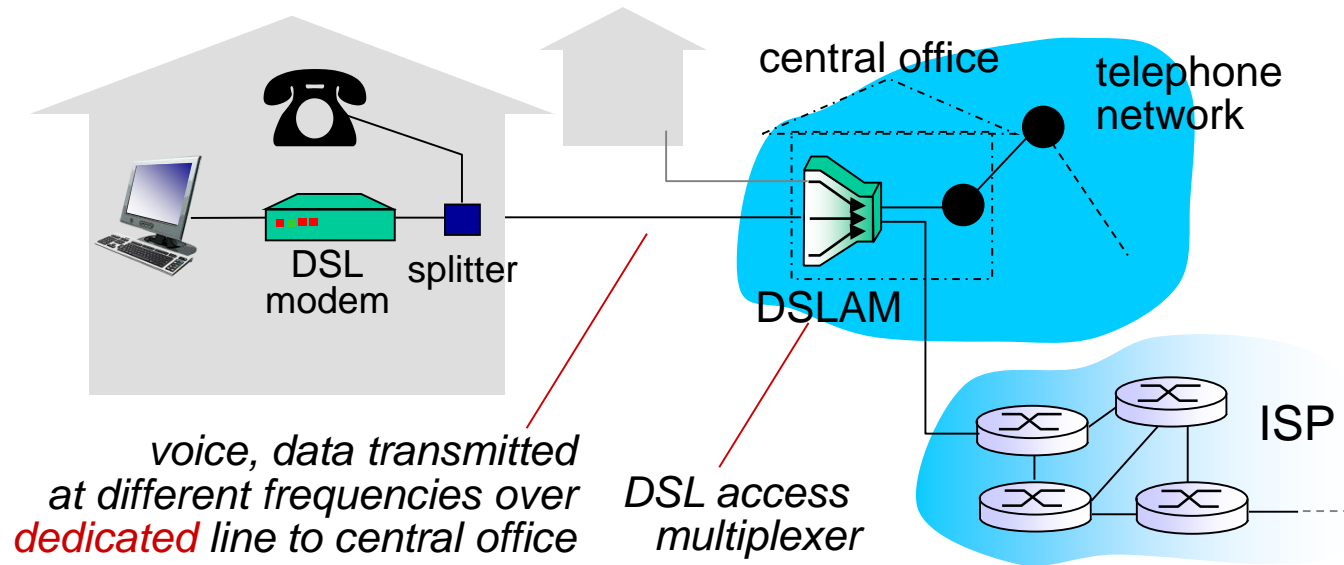 central office
telephone
network
DSL
modem
splitter
DSLAM
ISP
voice, data transmitted
at different frequencies over
dedicated line to central office
DSL access
multiplexer